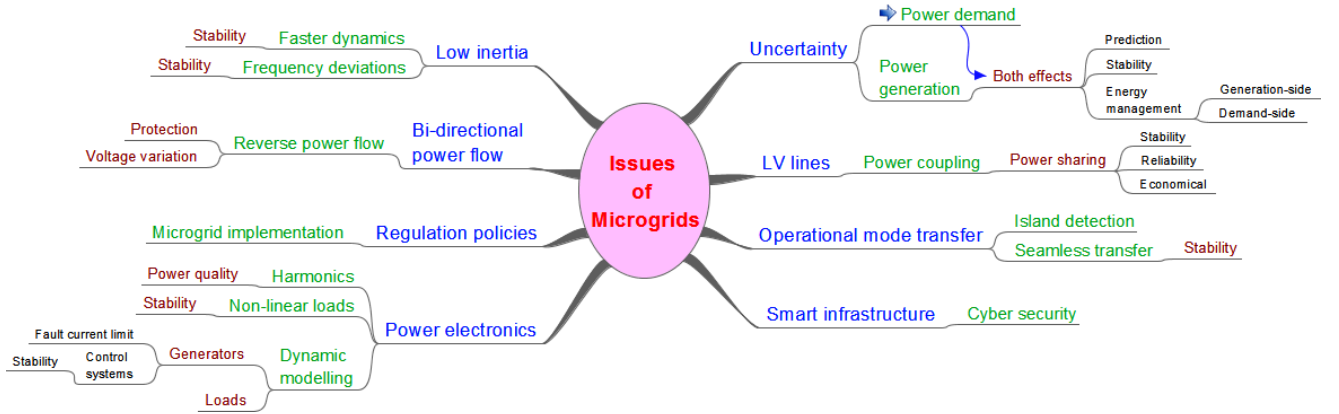 Issues
of
Microgrids
Low inertia
Faster dynamics
Stability
Frequency deviations
Stability
Bi-directional
power flow
Reverse power flow
Protection
Voltage variation
Regulation policies
Microgrid implementation
Power electronics
Harmonics
Power quality
Non-linear loads
Stability
Dynamic
modelling
Generators
Fault current limit
Control
systems
Stability
Loads
Uncertainty
Power demand
Power
generation
Both effects
Prediction
Stability
Energy
management
Generation-side
Demand-side
LV lines
Power coupling
Power sharing
Stability
Reliability
Economical
Operational mode transfer
Island detection
Seamless transfer
Stability
Smart infrastructure
Cyber security